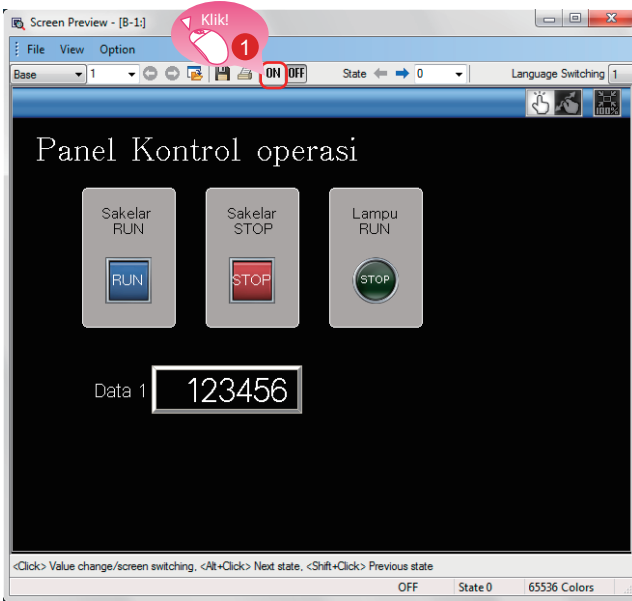 Screen Preview - [B-1:]
Klik!
1
File View Option
Base 1 ON OFF State 0 Language Switching 1
100%
Panel Kontrol operasi
Sakelar
RUN
Sakelar
STOP
Lampu
RUN
RUN STOP STOP
Data 1 123456
<Click> Value change/screen switching, <Alt+Click> Next state, <Shift+Click> Previous state
OFF State 0 65536 Colors